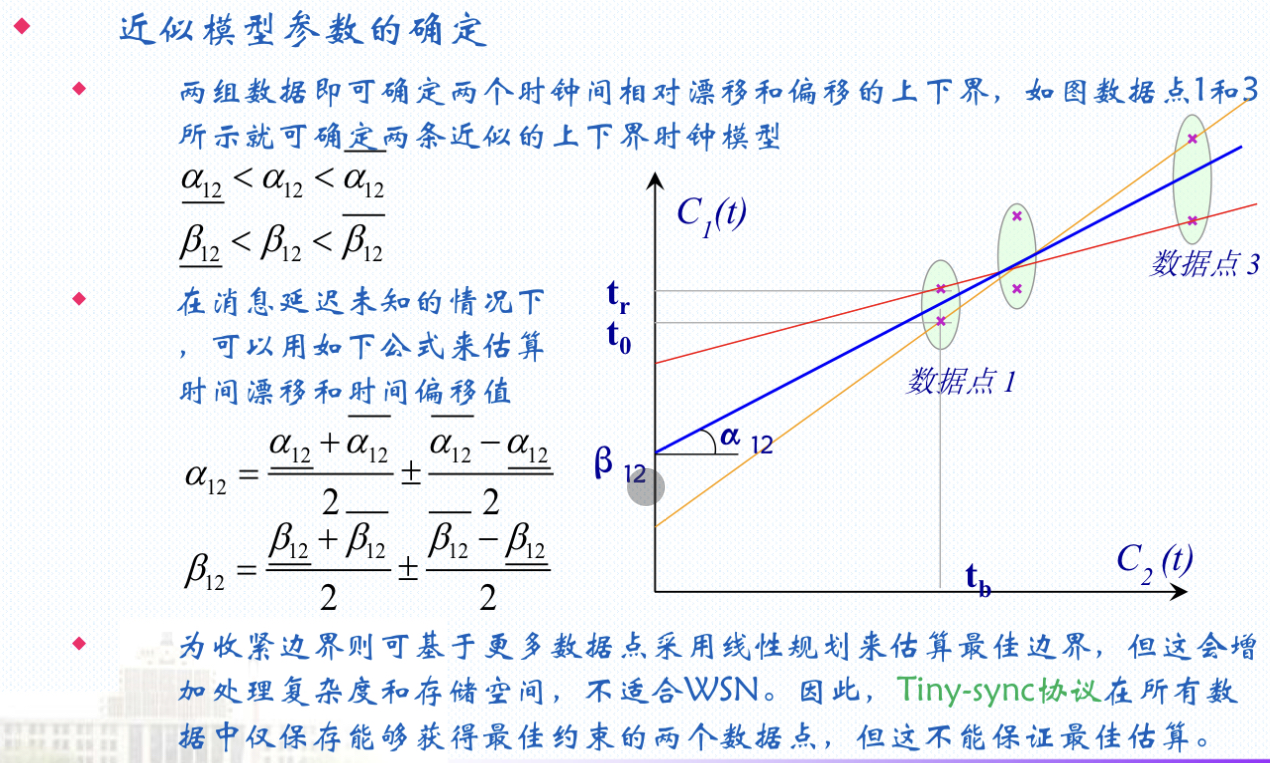 近似模型参数的确定
两组数据即可确定两个时钟间相对漂移和偏移的上下界，如图数据点1和3
所示就可确定两条近似的上下界时钟模型
$\underline{\alpha_{12}} < \alpha_{12} < \overline{\alpha_{12}}$
$\underline{\beta_{12}} < \beta_{12} < \overline{\beta_{12}}$
在消息延迟未知的情况下
，可以用如下公式来估算
时间漂移和时间偏移值
$\alpha_{12} = \frac{\underline{\alpha_{12}} + \overline{\alpha_{12}}}{2} \pm \frac{\overline{\alpha_{12}} - \underline{\alpha_{12}}}{2}$
$\beta_{12} = \frac{\underline{\beta_{12}} + \overline{\beta_{12}}}{2} \pm \frac{\overline{\beta_{12}} - \underline{\beta_{12}}}{2}$
C₁(t)
数据点 3
tᵣ
t₀
数据点 1
α 12
β 12
C₂(t)
t_b
为收紧边界则可基于更多数据点采用线性规划来估算最佳边界，但这会增
加处理复杂度和存储空间，不适合WSN。因此，Tiny-sync协议在所有数
据中仅保存能够获得最佳约束的两个数据点，但这不能保证最佳估算。